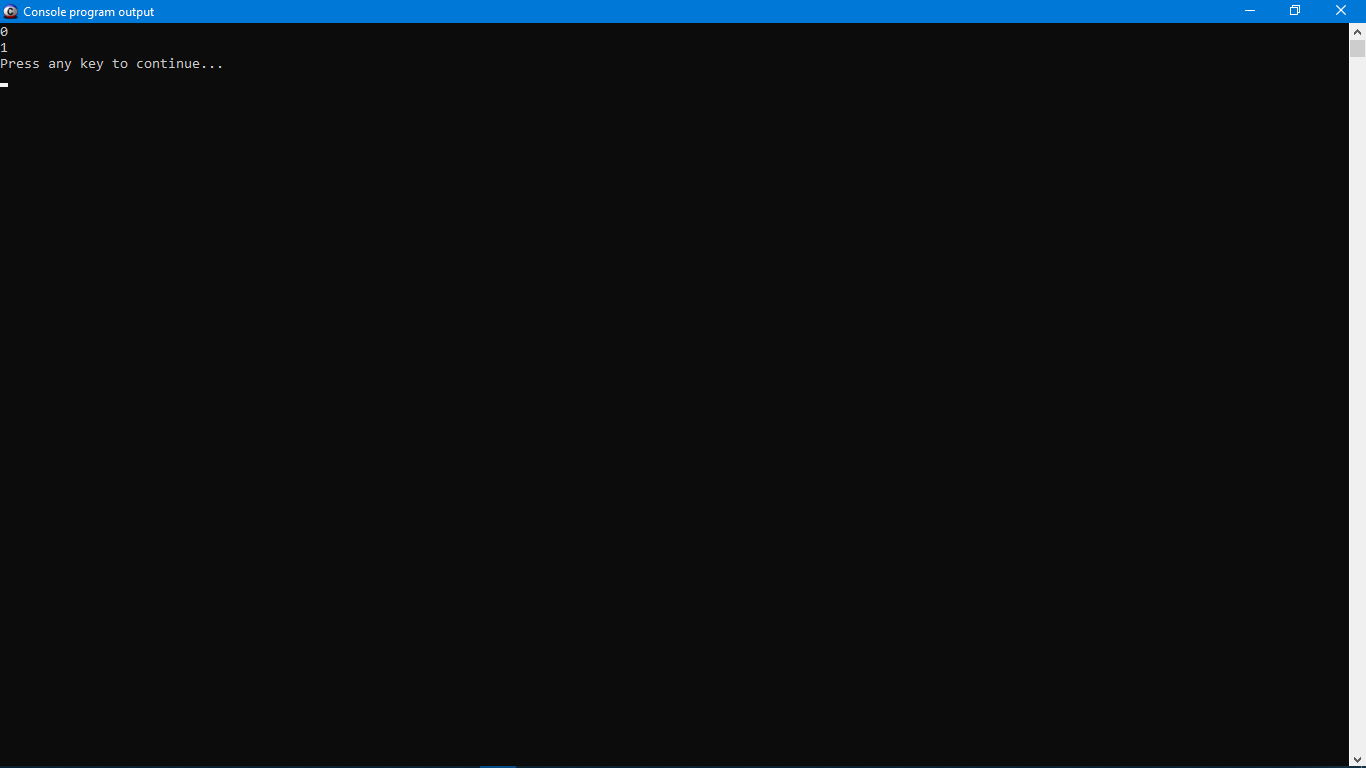 Console program output
0
1
Press any key to continue...